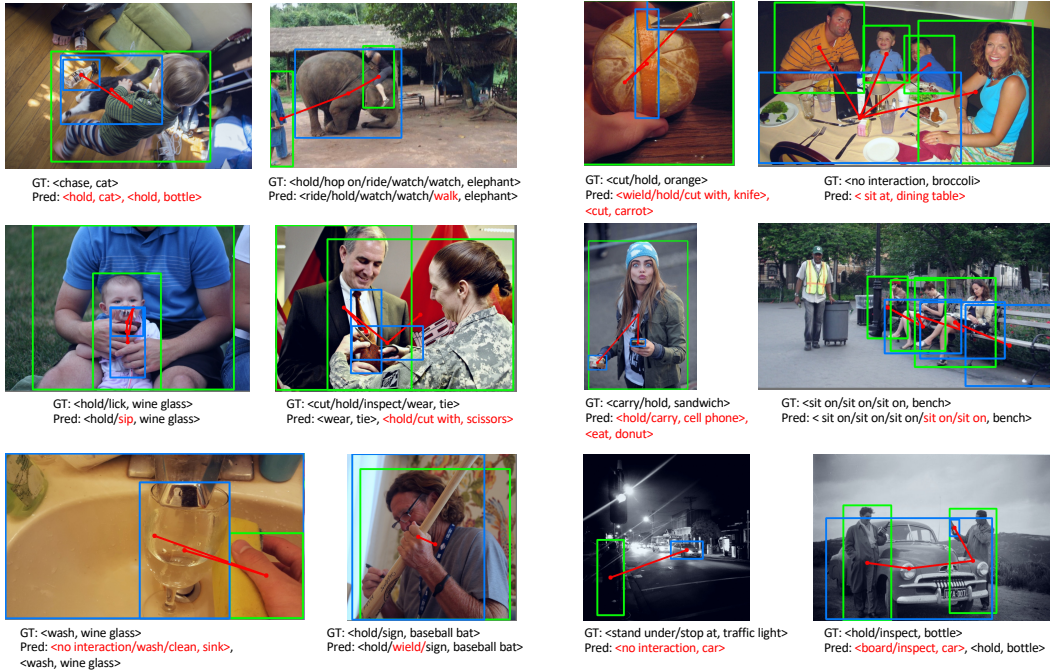 GT: <chase, cat>
Pred: <hold, cat>, <hold, bottle>
GT: <hold/hop on/ride/watch/watch, elephant>
Pred: <ride/hold/watch/watch/walk, elephant>
GT: <cut/hold, orange>
Pred: <wield/hold/cut with, knife>,
<cut, carrot>
GT: <no interaction, broccoli>
Pred: < sit at, dining table>
GT: <hold/lick, wine glass>
Pred: <hold/sip, wine glass>
GT: <cut/hold/inspect/wear, tie>
Pred: <wear, tie>, <hold/cut with, scissors>
GT: <carry/hold, sandwich>
Pred: <hold/carry, cell phone>,
<eat, donut>
GT: <sit on/sit on/sit on, bench>
Pred: < sit on/sit on/sit on/sit on/sit on, bench>
GT: <wash, wine glass>
Pred: <no interaction/wash/clean, sink>,
<wash, wine glass>
GT: <hold/sign, baseball bat>
Pred: <hold/wield/sign, baseball bat>
GT: <stand under/stop at, traffic light>
Pred: <no interaction, car>
GT: <hold/inspect, bottle>
Pred: <board/inspect, car>, <hold, bottle>